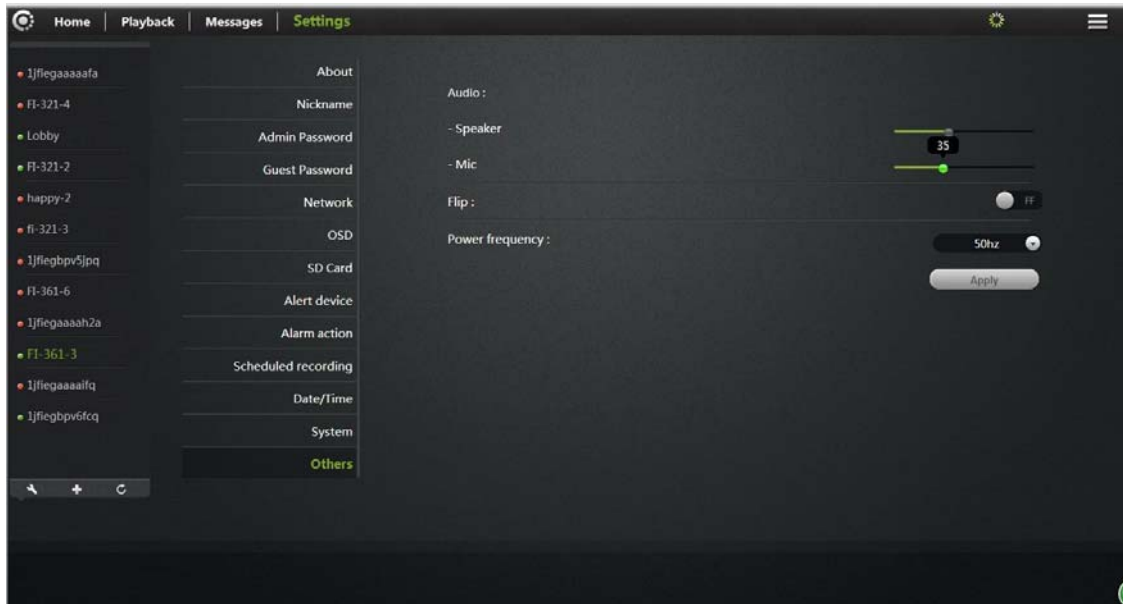 Home | Playback | Messages | Settings
1jfiegaaaaafa
FI-321-4
Lobby
FI-321-2
happy-2
fi-321-3
1jfiegbpv5jpq
FI-361-6
1jfiegaaaah2a
FI-361-3
1jfiegaaaaifq
1jfiegbpv6fcq
About
Nickname
Admin Password
Guest Password
Network
OSD
SD Card
Alert device
Alarm action
Scheduled recording
Date/Time
System
Others
Audio :
- Speaker
35
- Mic
Flip :
FF
Power frequency :
50hz
Apply